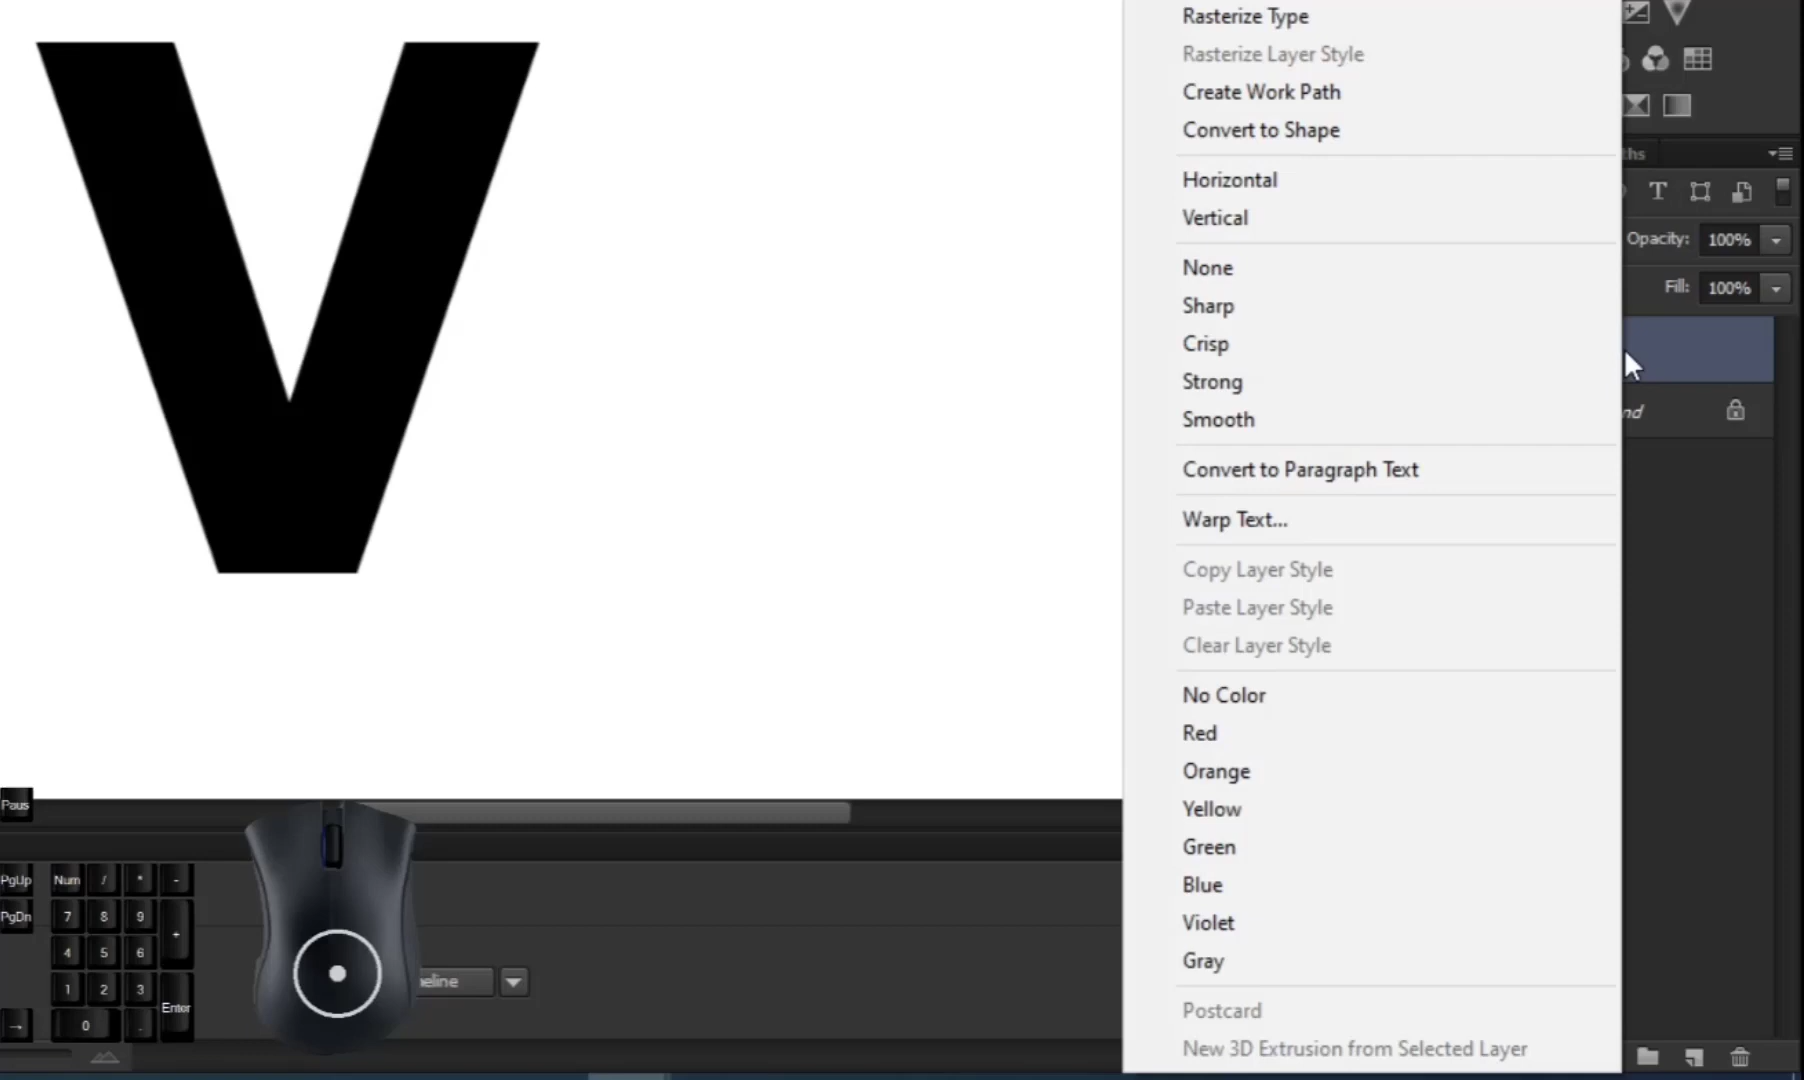 V
Rasterize Type
Rasterize Layer Style
Create Work Path
Convert to Shape
Horizontal
Vertical
None
Sharp
Crisp
Strong
Smooth
Convert to Paragraph Text
Warp Text...
Copy Layer Style
Paste Layer Style
Clear Layer Style
No Color
Red
Orange
Yellow
Green
Blue
Violet
Gray
Postcard
New 3D Extrusion from Selected Layer
ths
T
Opacity: 100%
Fill: 100%
nd
Paus
PgUp Num / * -
PgDn 7 8 9 +
4 5 6
1 2 3 Enter
→ 0 .
eline